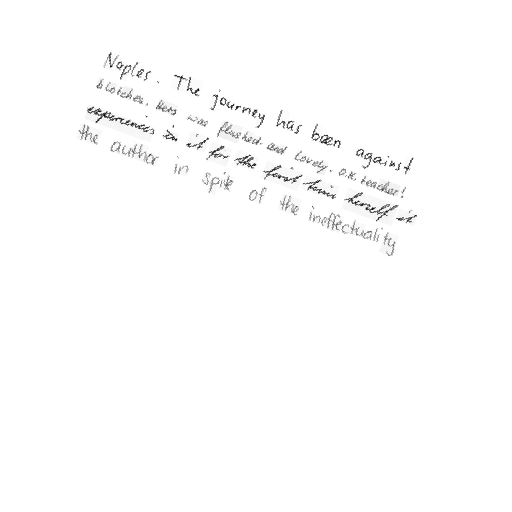 Naples. The journey has been against
blotches. Hers was flushed and lovely. O.K. teacher!
experiences in it for the first time herself it
the author in spite of the ineffectuality